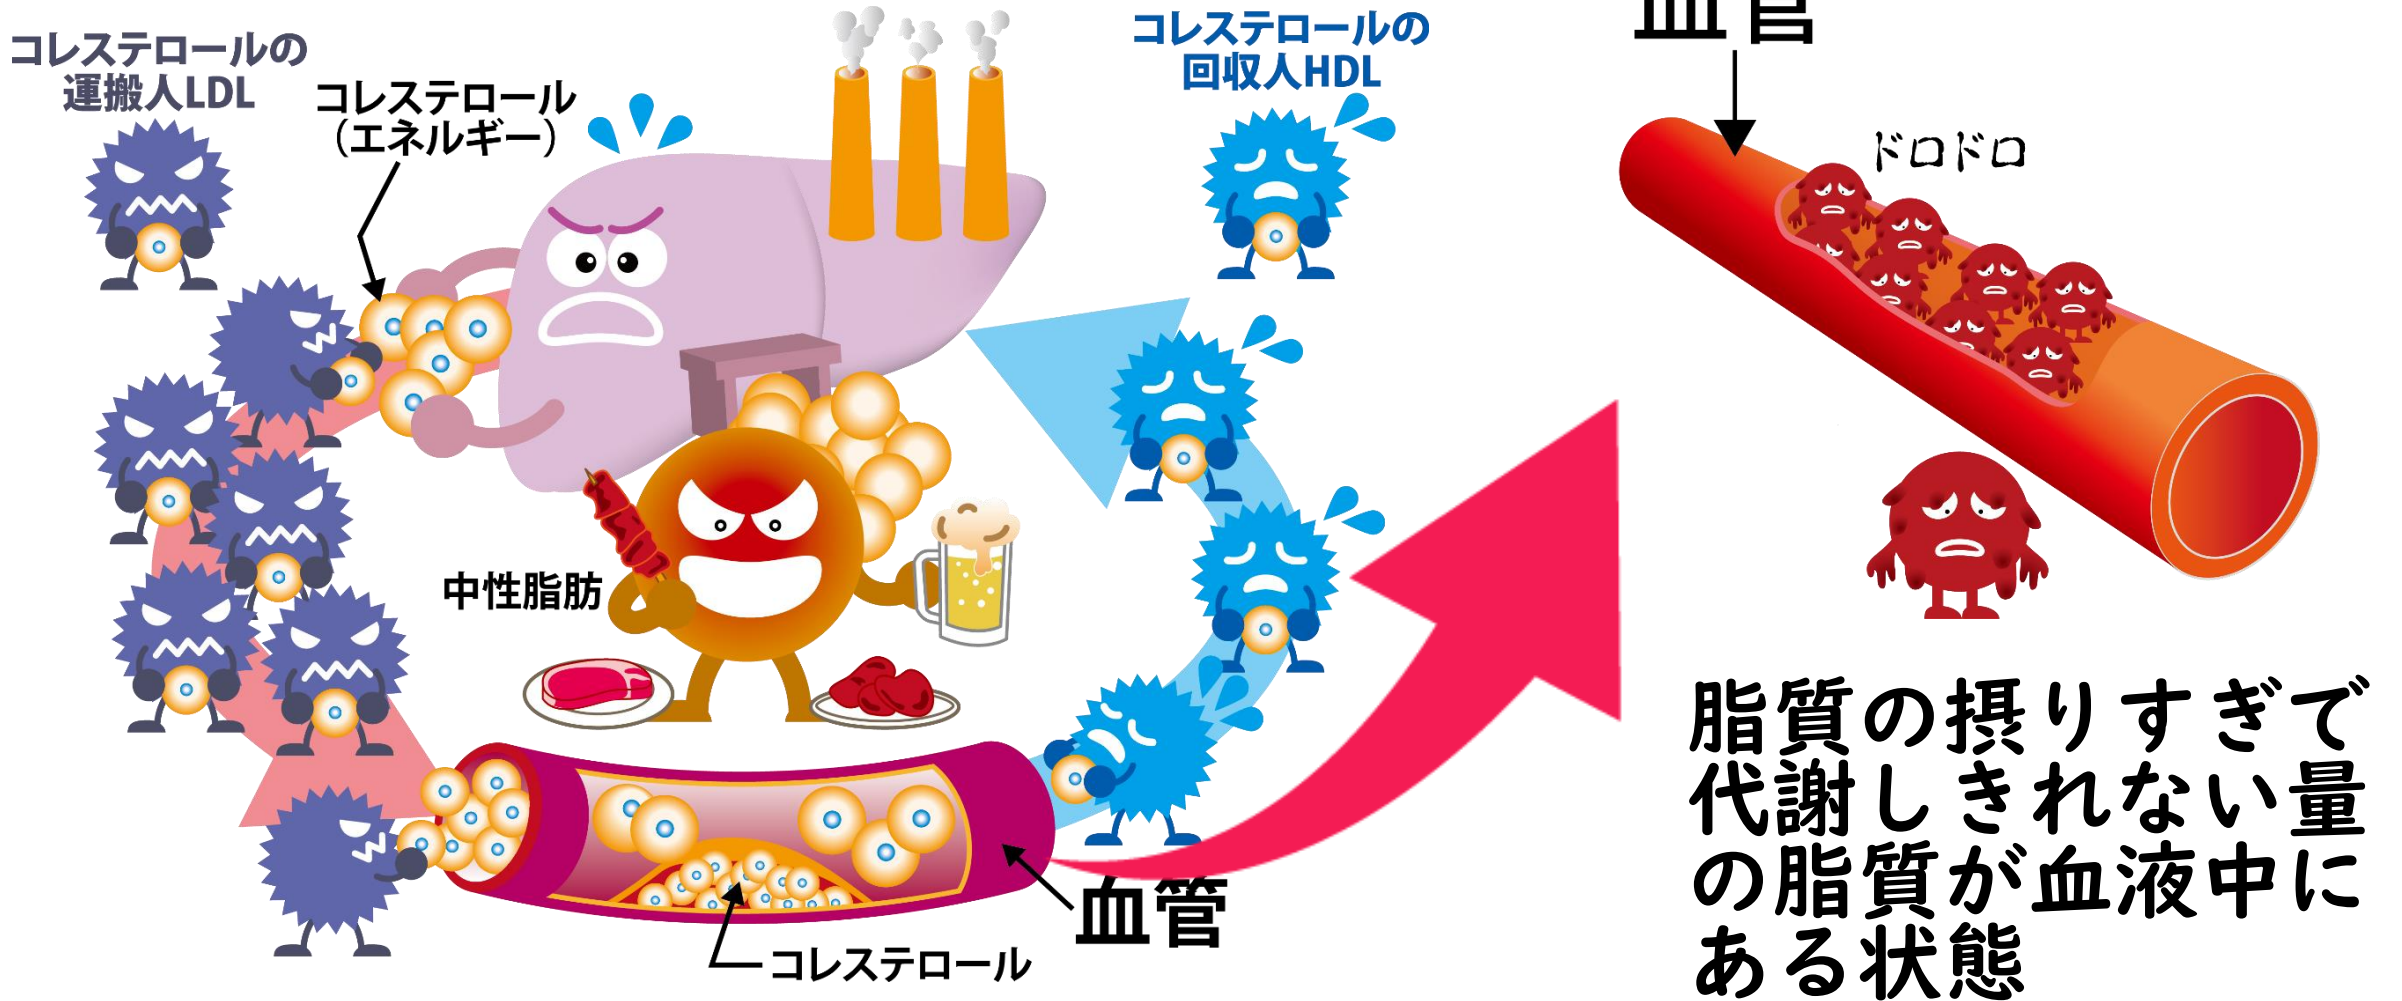 コレステロールの
運搬人LDL
コレステロール
(エネルギー)
コレステロールの
回収人HDL
中性脂肪
血管
コレステロール
血管
ドロドロ
脂質の摂りすぎで
代謝しきれない量
の脂質が血液中に
ある状態